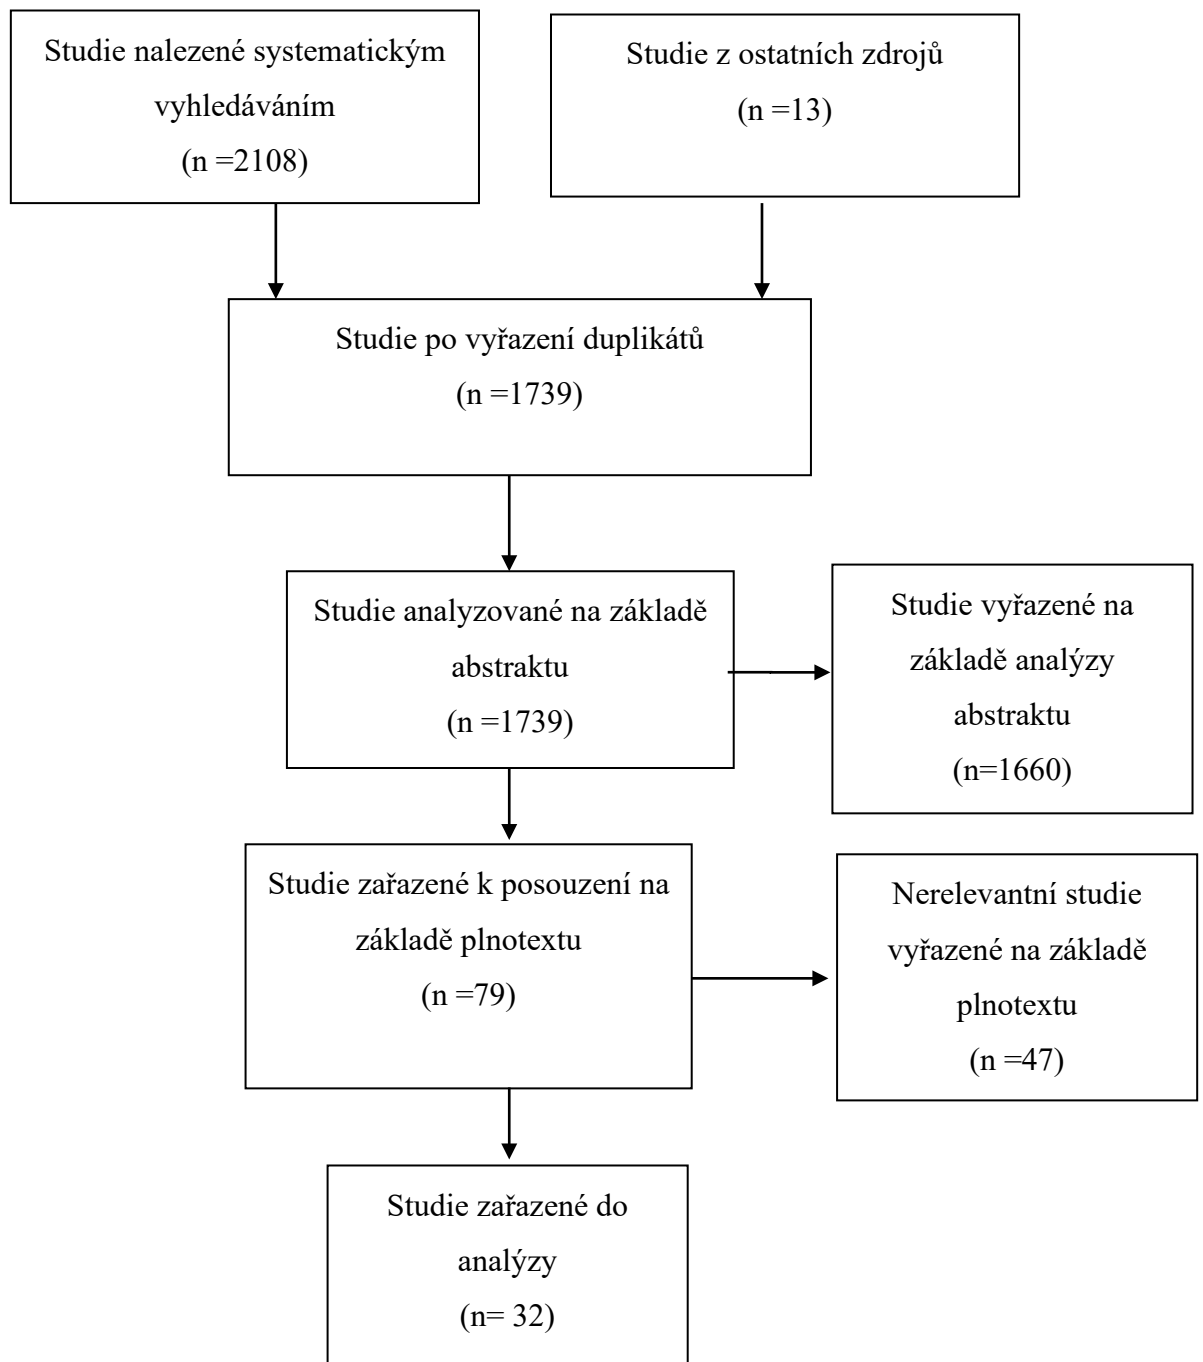 Studie nalezené systematickým
vyhledáváním
(n =2108)
Studie z ostatních zdrojů
(n =13)
Studie po vyřazení duplikátů
(n =1739)
Studie analyzované na základě
abstraktu
(n =1739)
Studie vyřazené na
základě analýzy
abstraktu
(n=1660)
Studie zařazené k posouzení na
základě plnotextu
(n =79)
Nerelevantní studie
vyřazené na základě
plnotextu
(n =47)
Studie zařazené do
analýzy
(n= 32)